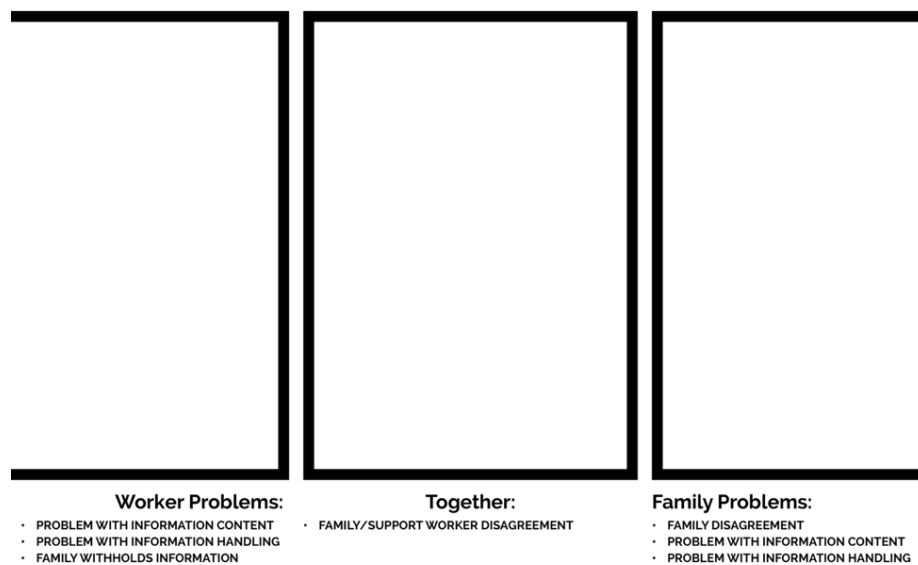 Worker Problems:
• PROBLEM WITH INFORMATION CONTENT
• PROBLEM WITH INFORMATION HANDLING
• FAMILY WITHHOLDS INFORMATION
Together:
• FAMILY/SUPPORT WORKER DISAGREEMENT
Family Problems:
• FAMILY DISAGREEMENT
• PROBLEM WITH INFORMATION CONTENT
• PROBLEM WITH INFORMATION HANDLING